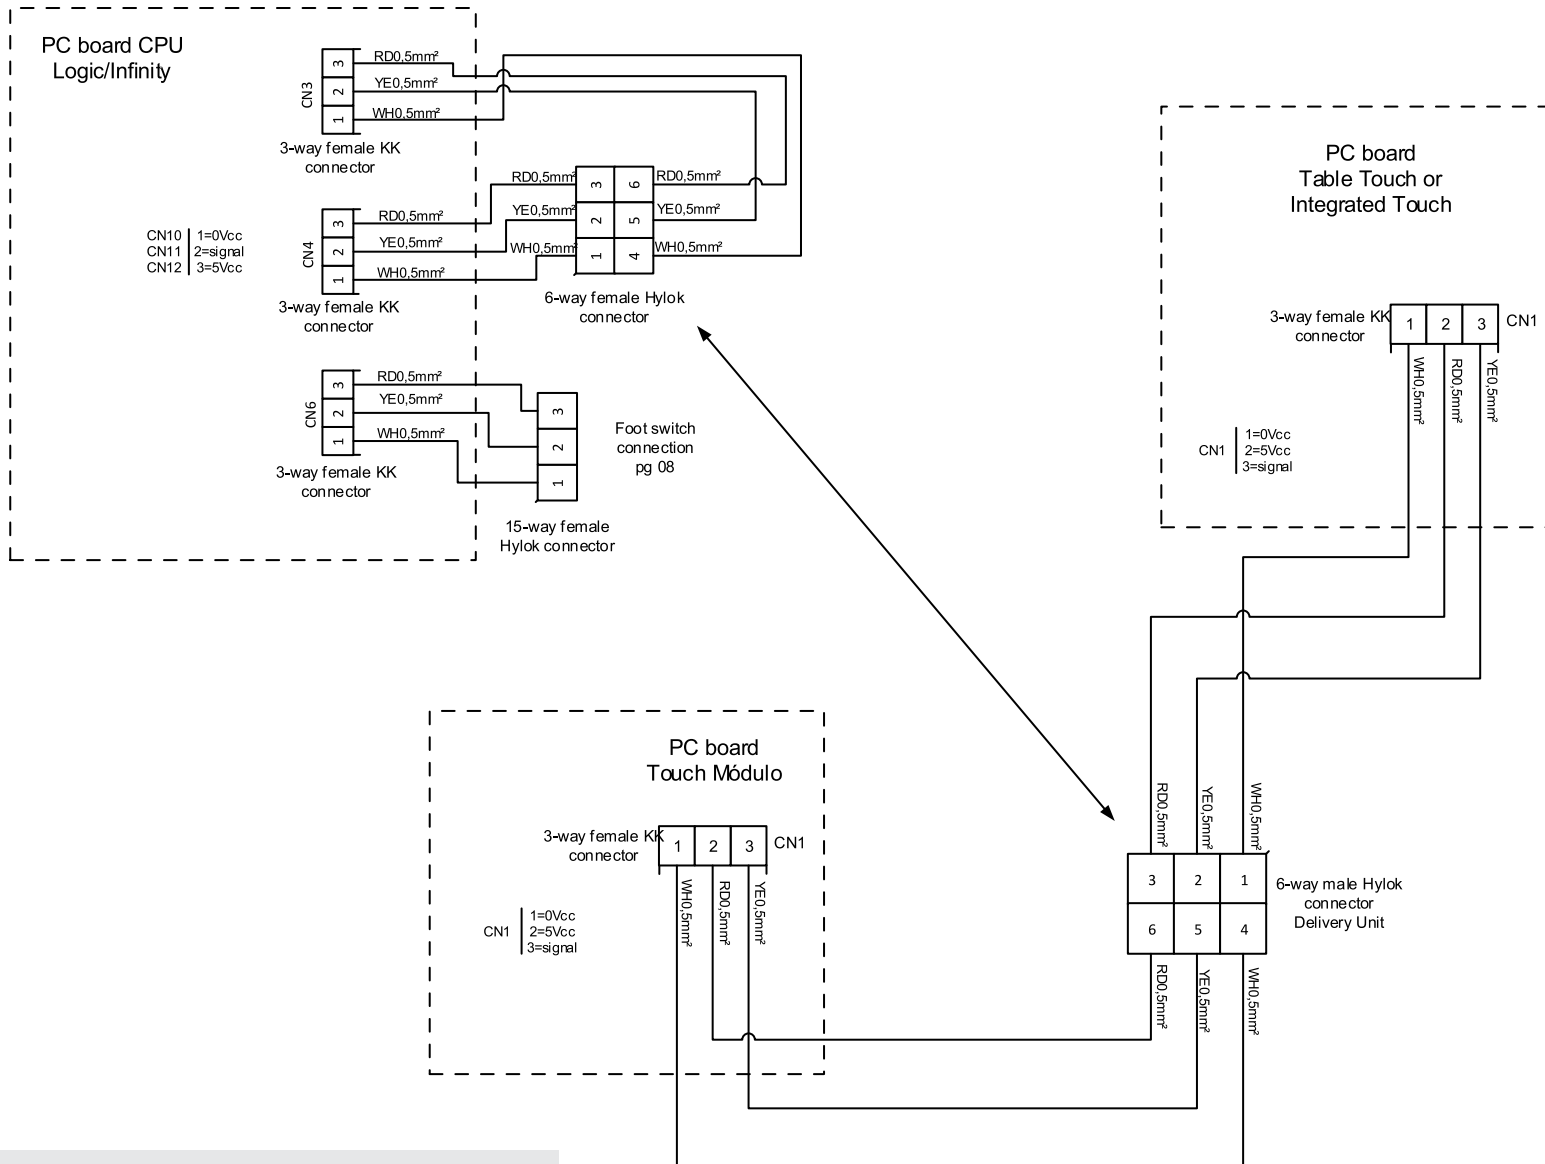 PC board CPU
Logic/Infinity
CN3
3
2
1
RD0,5mm²
YE0,5mm²
WH0,5mm²
3-way female KK
connector
CN10 1=0Vcc
CN11 2=signal
CN12 3=5Vcc
CN4
3
2
1
RD0,5mm²
YE0,5mm²
WH0,5mm²
3-way female KK
connector
RD0,5mm²
YE0,5mm²
WH0,5mm²
3 6
2 5
1 4
RD0,5mm²
YE0,5mm²
WH0,5mm²
6-way female Hylok
connector
CN6
3
2
1
RD0,5mm²
YE0,5mm²
WH0,5mm²
3-way female KK
connector
3
2
1
Foot switch
connection
pg 08
15-way female
Hylok connector
PC board
Table Touch or
Integrated Touch
3-way female KK
connector
1 2 3
CN1
WH0,5mm²
RD0,5mm²
YE0,5mm²
CN1
1=0Vcc
2=5Vcc
3=signal
PC board
Touch Módulo
3-way female KK
connector
1 2 3
CN1
WH0,5mm²
RD0,5mm²
YE0,5mm²
CN1
1=0Vcc
2=5Vcc
3=signal
RD0,5mm²
YE0,5mm²
WH0,5mm²
3 2 1
6 5 4
6-way male Hylok
connector
Delivery Unit
RD0,5mm²
YE0,5mm²
WH0,5mm²